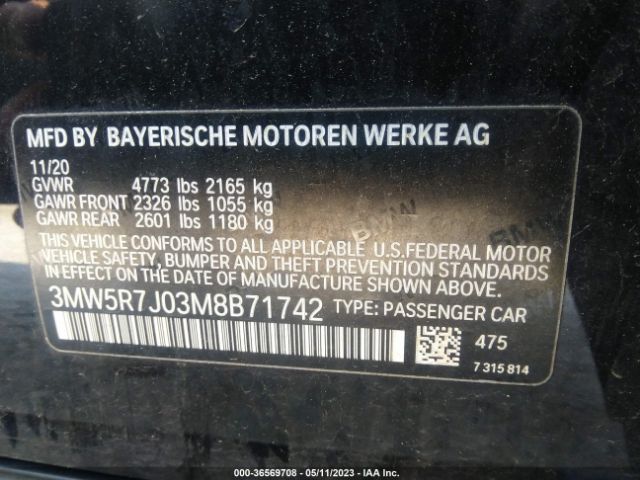 MFD BY BAYERISCHE MOTOREN WERKE AG
11/20
GVWR 4773 lbs 2165 kg
GAWR FRONT 2326 lbs 1055 kg
GAWR REAR 2601 lbs 1180 kg
THIS VEHICLE CONFORMS TO ALL APPLICABLE U.S.FEDERAL MOTOR
VEHICLE SAFETY, BUMPER AND THEFT PREVENTION STANDARDS
IN EFFECT ON THE DATE OF MANUFACTURE SHOWN ABOVE.
3MW5R7J03M8B71742 TYPE: PASSENGER CAR
475
7 315 814
000-36569708 - 05/11/2023 - IAA Inc.